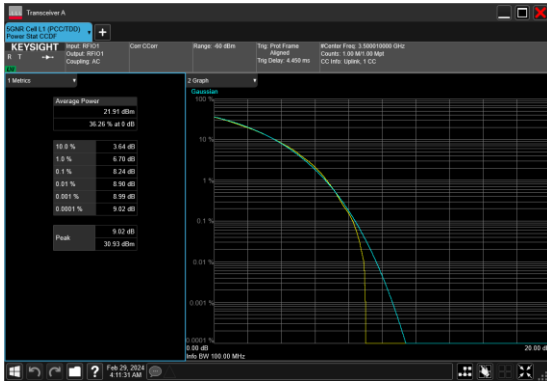 Transceiver A
5GNR Cell L1 (PCC/TDD)
Power Stat CCDF
KEYSIGHT
R T
Input: RFIO1
Output: RFIO1
Coupling: AC
Corr CCorr
Range: -60 dBm
Trig: Prot Frame
Aligned
Trig Delay: 4.450 ms
Center Freq: 3.500010000 GHz
Counts: 1.00 M/1.00 Mpt
CC Info: Uplink, 1 CC
1 Metrics
Average Power
21.91 dBm
36.26 % at 0 dB
10.0 % 3.64 dB
1.0 % 6.70 dB
0.1 % 8.24 dB
0.01 % 8.90 dB
0.001 % 8.99 dB
0.0001 % 9.02 dB
Peak
9.02 dB
30.93 dBm
2 Graph
Gaussian
100 %
10 %
1 %
0.1 %
0.01 %
0.001 %
0.0001 %
0.00 dB
20.00 d
Info BW 100.00 MHz
?
Feb 29, 2024
4:11:31 AM